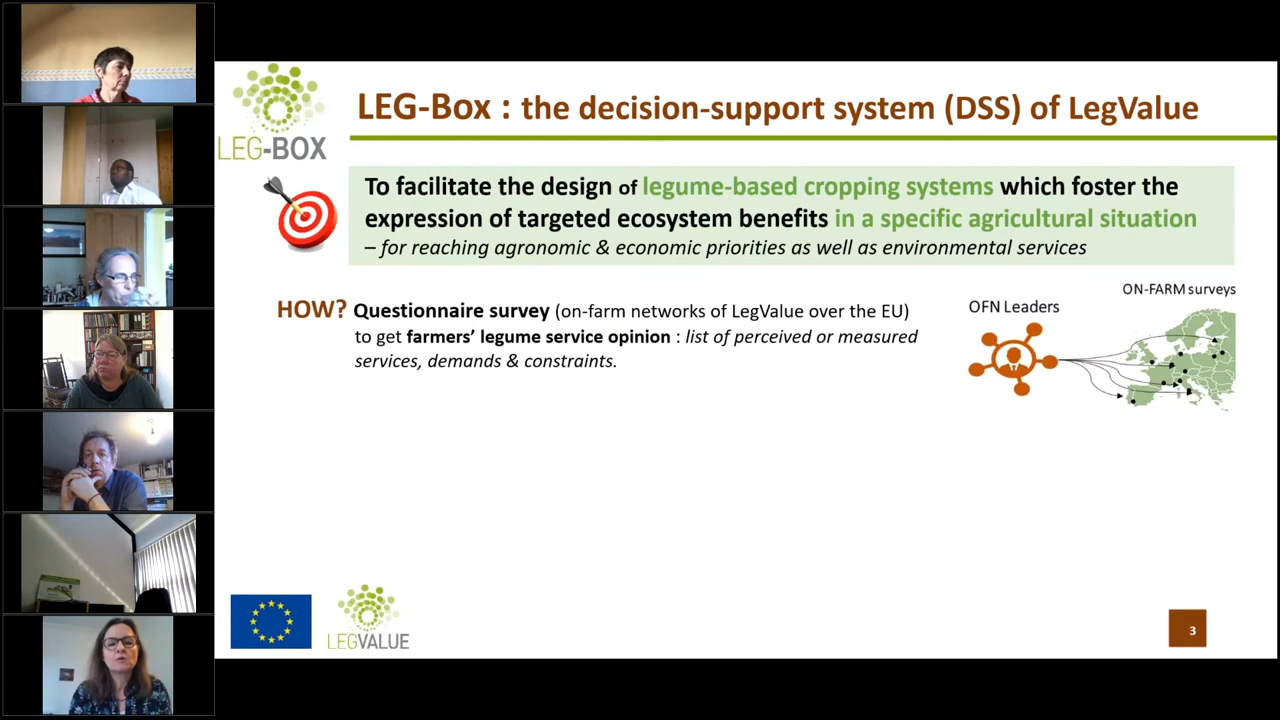 LEG-BOX
LEG-Box : the decision-support system (DSS) of LegValue
To facilitate the design of legume-based cropping systems which foster the
expression of targeted ecosystem benefits in a specific agricultural situation
– for reaching agronomic & economic priorities as well as environmental services
HOW? Questionnaire survey (on-farm networks of LegValue over the EU)
to get farmers’ legume service opinion : list of perceived or measured
services, demands & constraints.
OFN Leaders
ON-FARM surveys
LEGVALUE
3